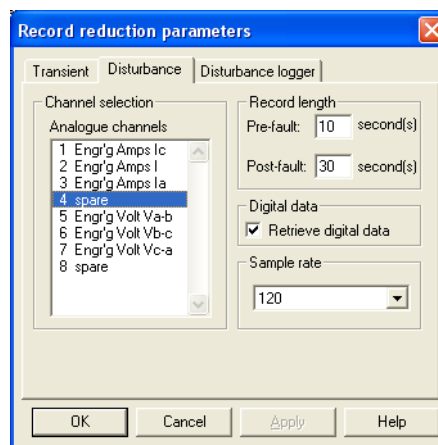 Record reduction parameters
Transient
Disturbance
Disturbance logger
Channel selection
Analogue channels
1 Engr'g Amps Ic
2 Engr'g Amps I
3 Engr'g Amps Ia
4 spare
5 Engr'g Volt Va-b
6 Engr'g Volt Vb-c
7 Engr'g Volt Vc-a
8 spare
Record length
Pre-fault: 10 second(s)
Post-fault: 30 second(s)
Digital data
Retrieve digital data
Sample rate
120
OK
Cancel
Apply
Help